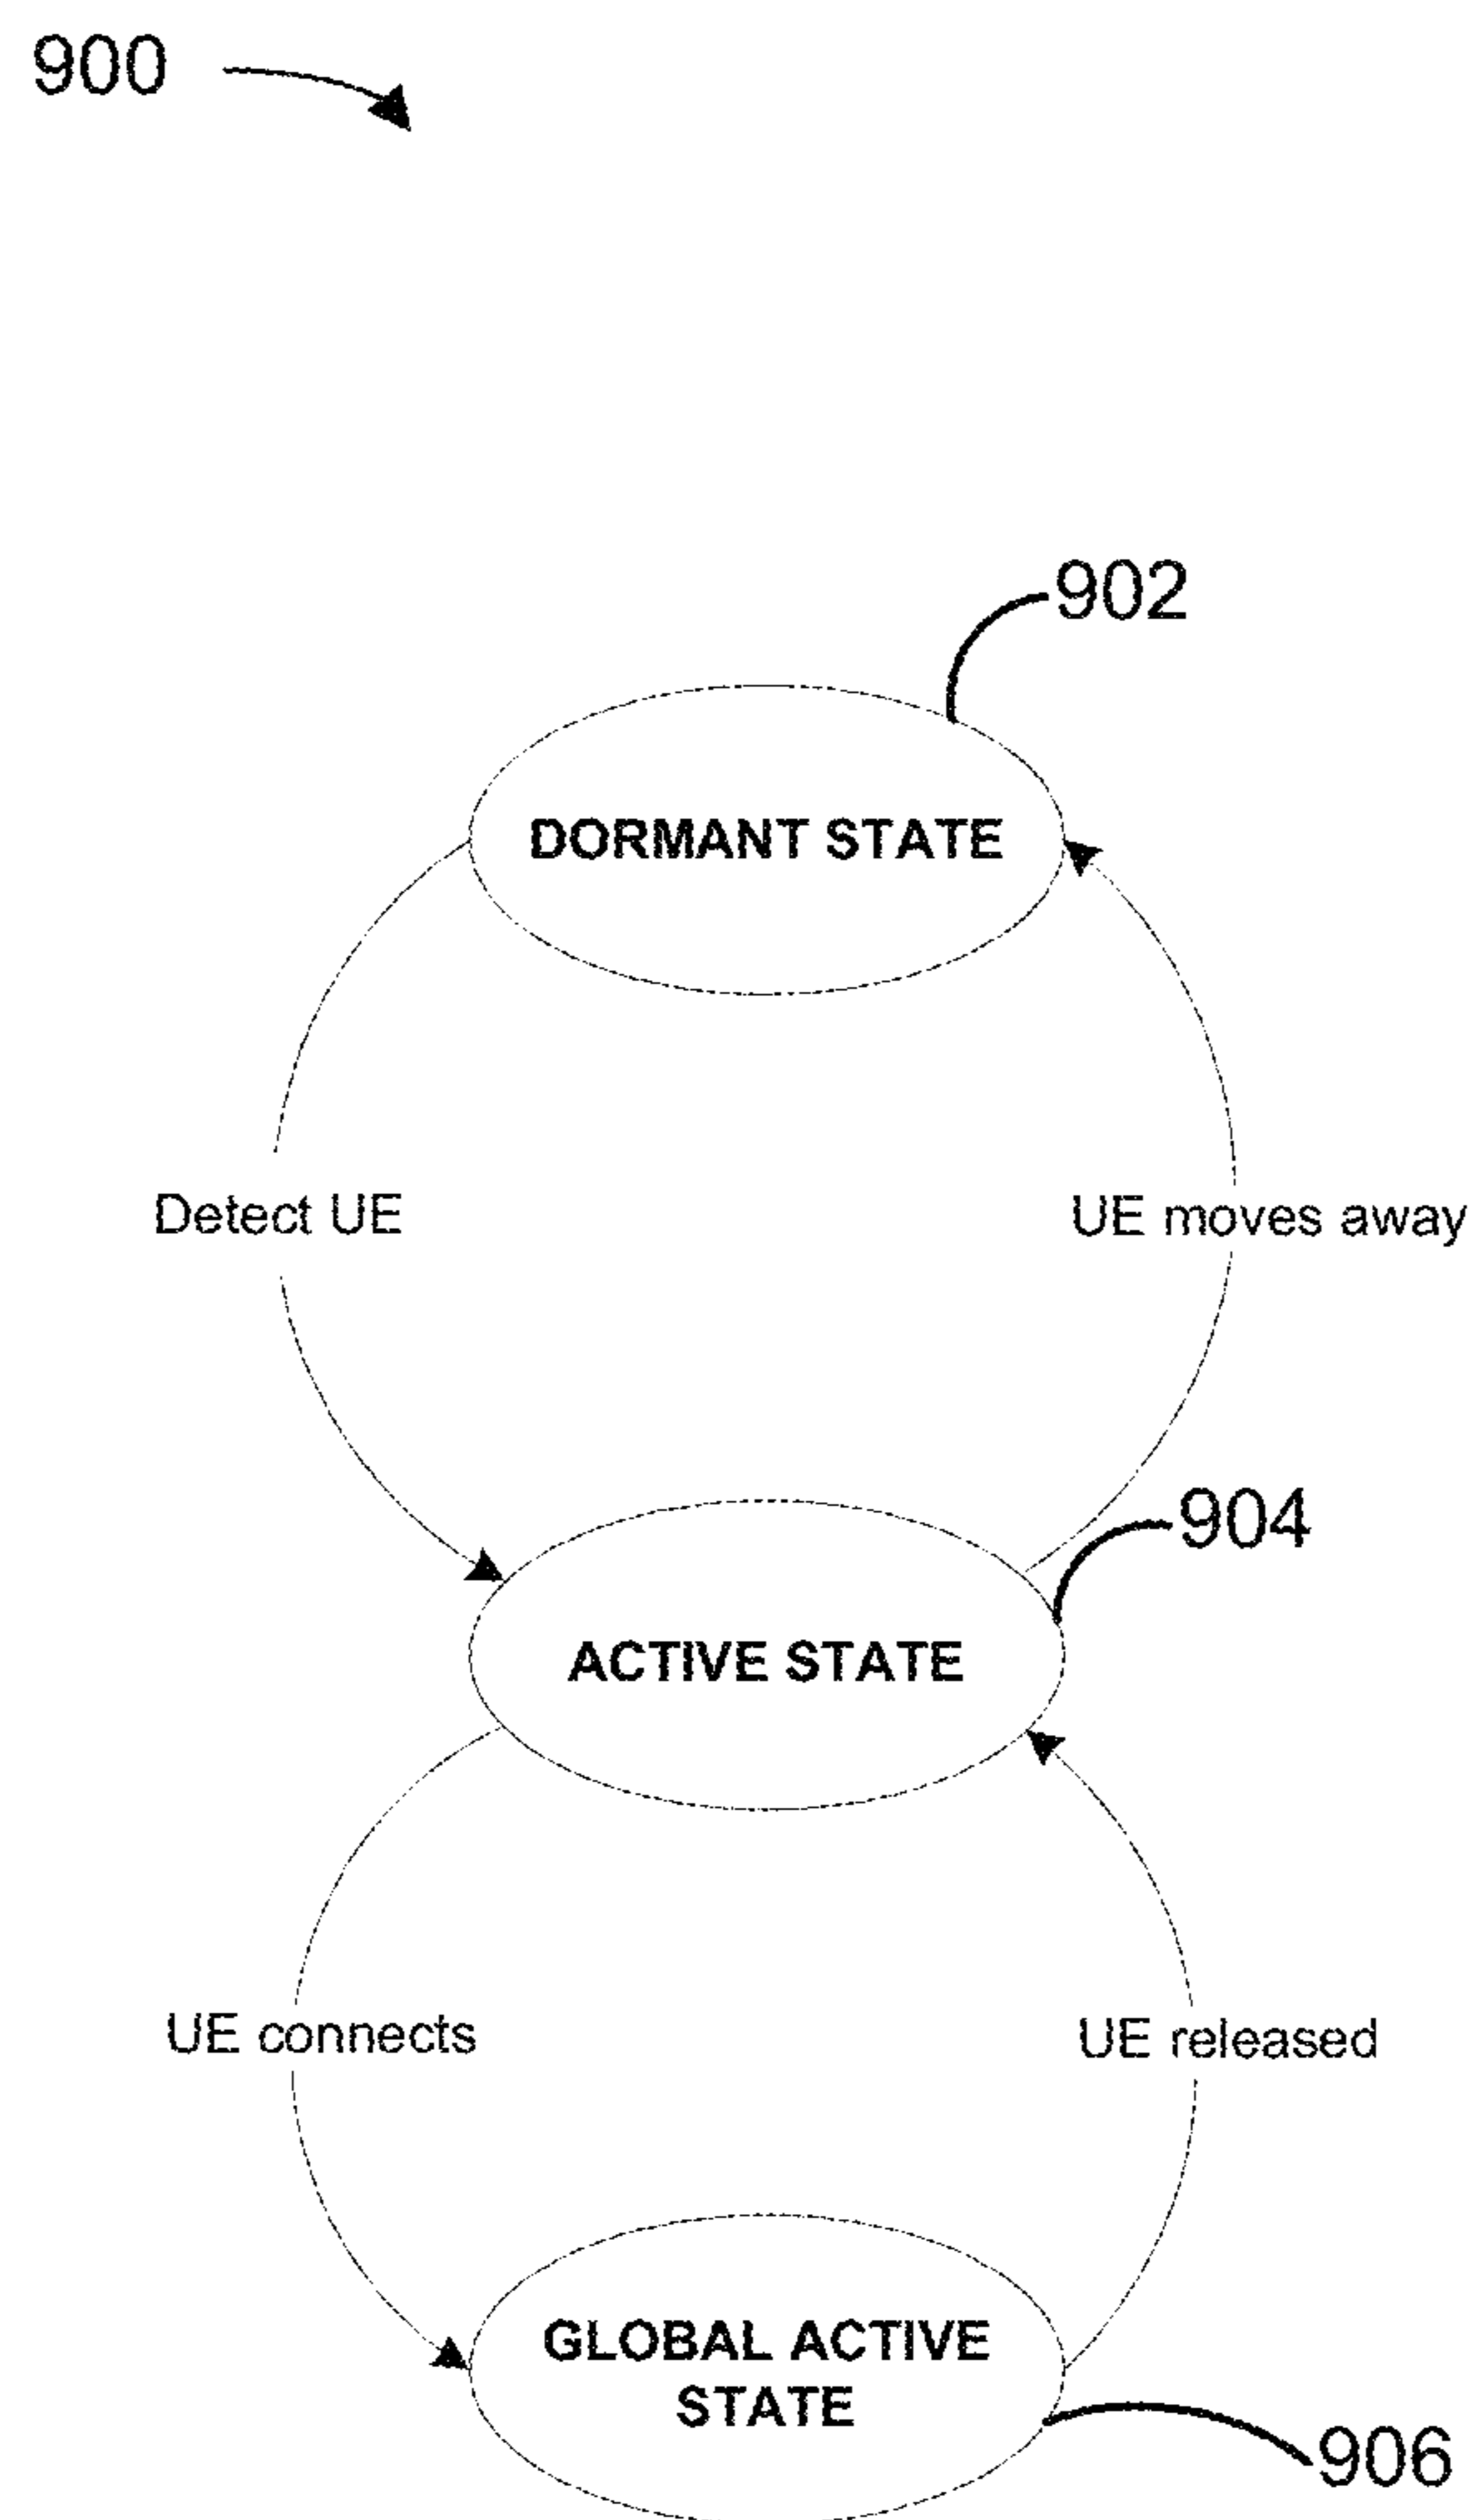 900
902
DORMANT STATE
Detect UE
UE moves away
904
ACTIVE STATE
UE connects
UE released
GLOBAL ACTIVE
STATE
906